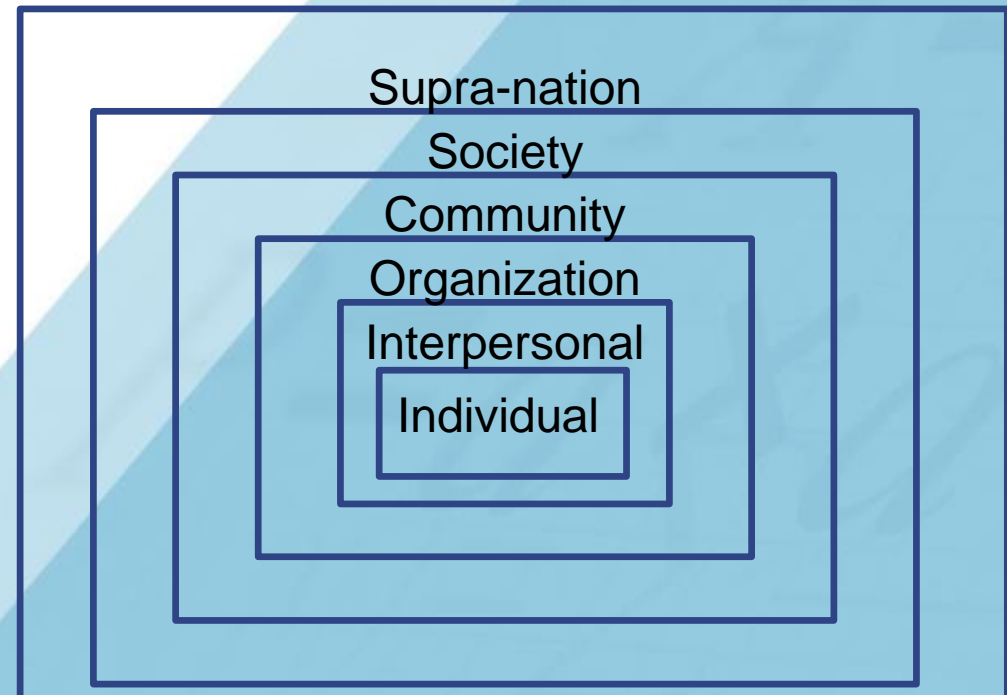 Supra-nation
Society
Community
Organization
Interpersonal
Individual